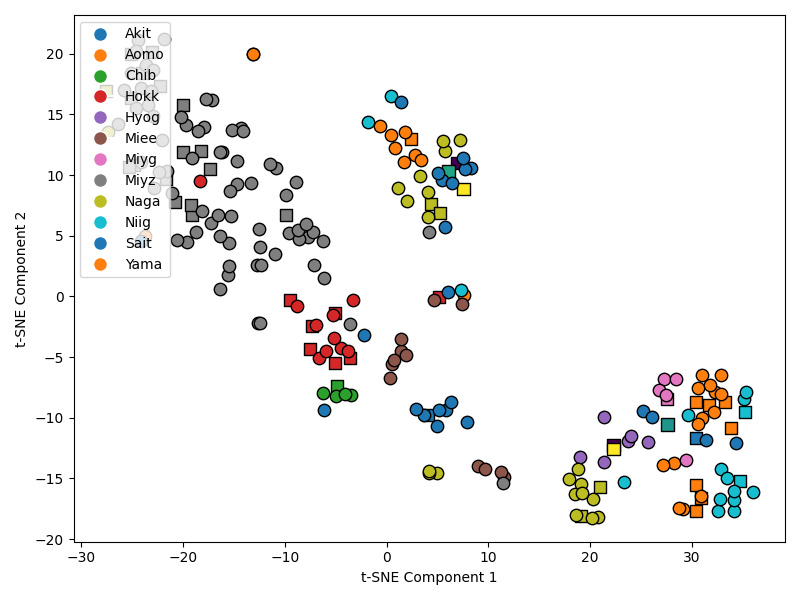 t-SNE Component 2
20
15
10
5
0
−5
−10
−15
−20
Akit
Aomo
Chib
Hokk
Hyog
Miee
Miyg
Miyz
Naga
Niig
Sait
Yama
−30
−20
−10
0
10
20
30
t-SNE Component 1